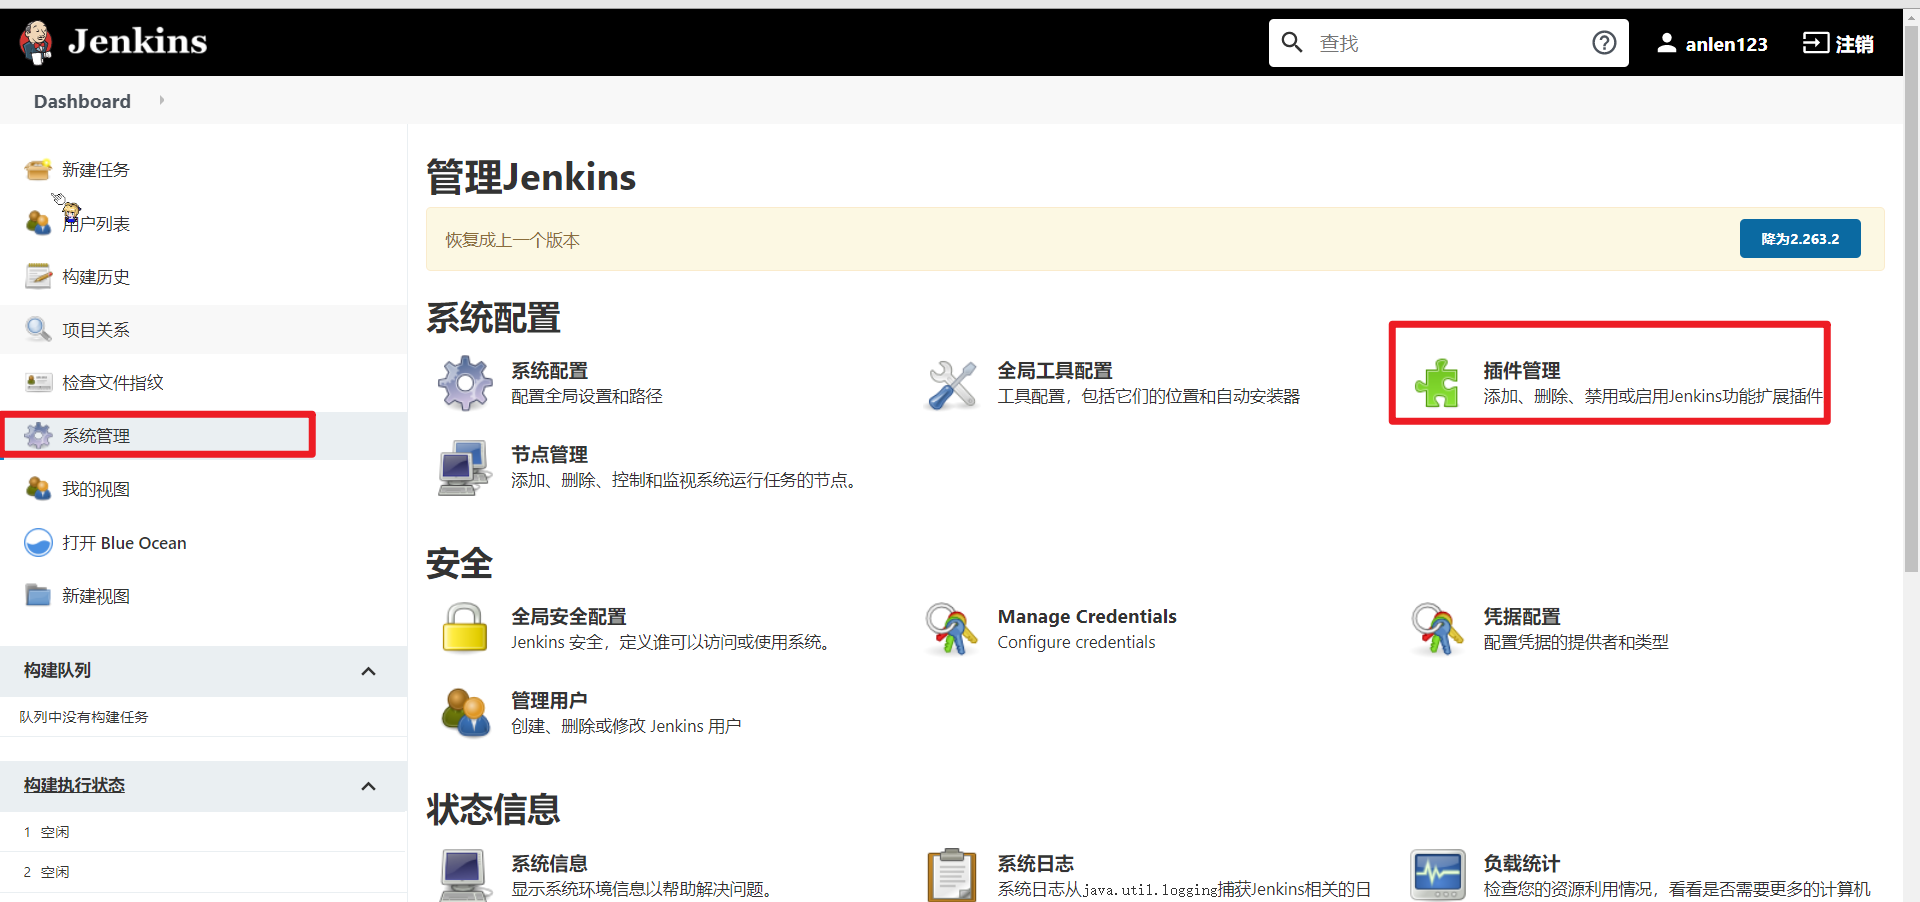 Jenkins
查找
anlen123
注销
Dashboard
新建任务
用户列表
构建历史
项目关系
检查文件指纹
系统管理
我的视图
打开 Blue Ocean
新建视图
构建队列
队列中没有构建任务
构建执行状态
1 空闲
2 空闲
管理Jenkins
恢复成上一个版本
降为2.263.2
系统配置
系统配置
配置全局设置和路径
全局工具配置
工具配置，包括它们的位置和自动安装器
插件管理
添加、删除、禁用或启用Jenkins功能扩展插件
节点管理
添加、删除、控制和监视系统运行任务的节点。
安全
全局安全配置
Jenkins 安全，定义谁可以访问或使用系统。
Manage Credentials
Configure credentials
凭据配置
配置凭据的提供者和类型
管理用户
创建、删除或修改 Jenkins 用户
状态信息
系统信息
显示系统环境信息以帮助解决问题。
系统日志
系统日志从java.util.logging捕获Jenkins相关的日
负载统计
检查您的资源利用情况，看看是否需要更多的计算机